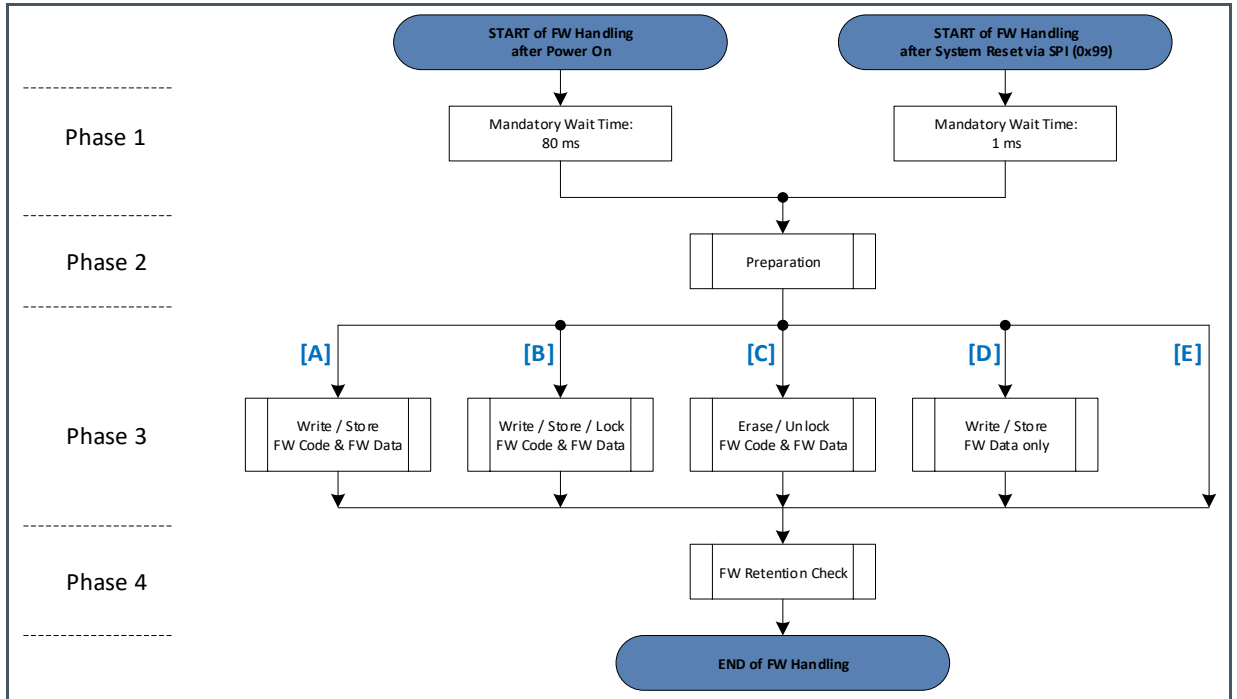 START of FW Handling
after Power On
START of FW Handling
after System Reset via SPI (0x99)
Phase 1
Mandatory Wait Time:
80 ms
Mandatory Wait Time:
1 ms
Phase 2
Preparation
[A]
[B]
[C]
[D]
[E]
Phase 3
Write / Store
FW Code & FW Data
Write / Store / Lock
FW Code & FW Data
Erase / Unlock
FW Code & FW Data
Write / Store
FW Data only
Phase 4
FW Retention Check
END of FW Handling